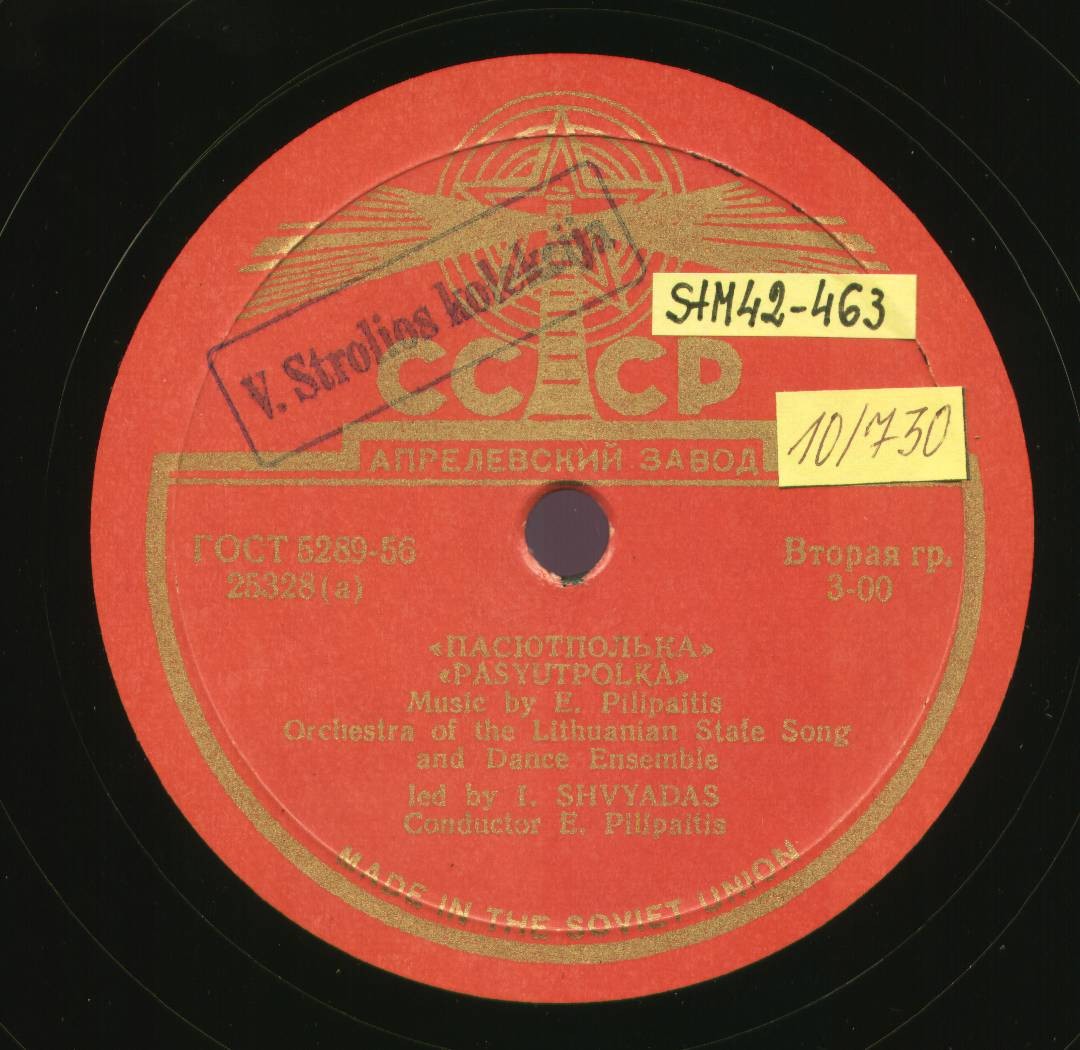 V. Strolios kolekcija
StM42-463
СССР
АПРЕЛЕВСКИЙ ЗАВОД
10/730
ГОСТ 5289-56
25328(а)
Вторая гр.
3-00
«ПАСЮТПОЛЬКА»
«PASYUTPOLKA»
Music by E. Pilipaitis
Orchestra of the Lithuanian State Song
and Dance Ensemble
led by I. SHVYADAS
Conductor E. Pilipaitis
MADE IN THE SOVIET UNION